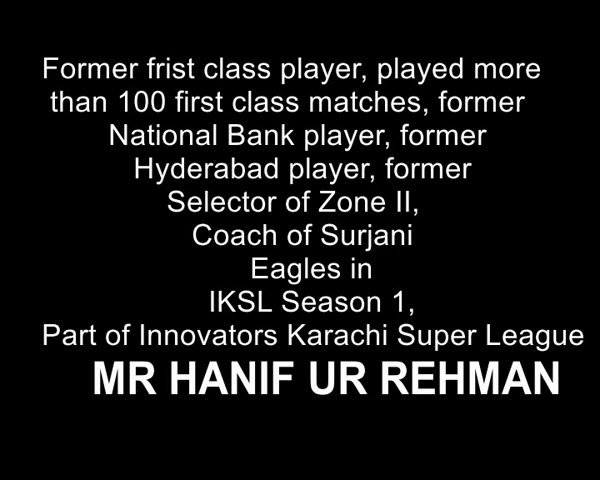 Former frist class player, played more
than 100 first class matches, former
National Bank player, former
Hyderabad player, former
Selector of Zone II,
Coach of Surjani
Eagles in
IKSL Season 1,
Part of Innovators Karachi Super League
MR HANIF UR REHMAN